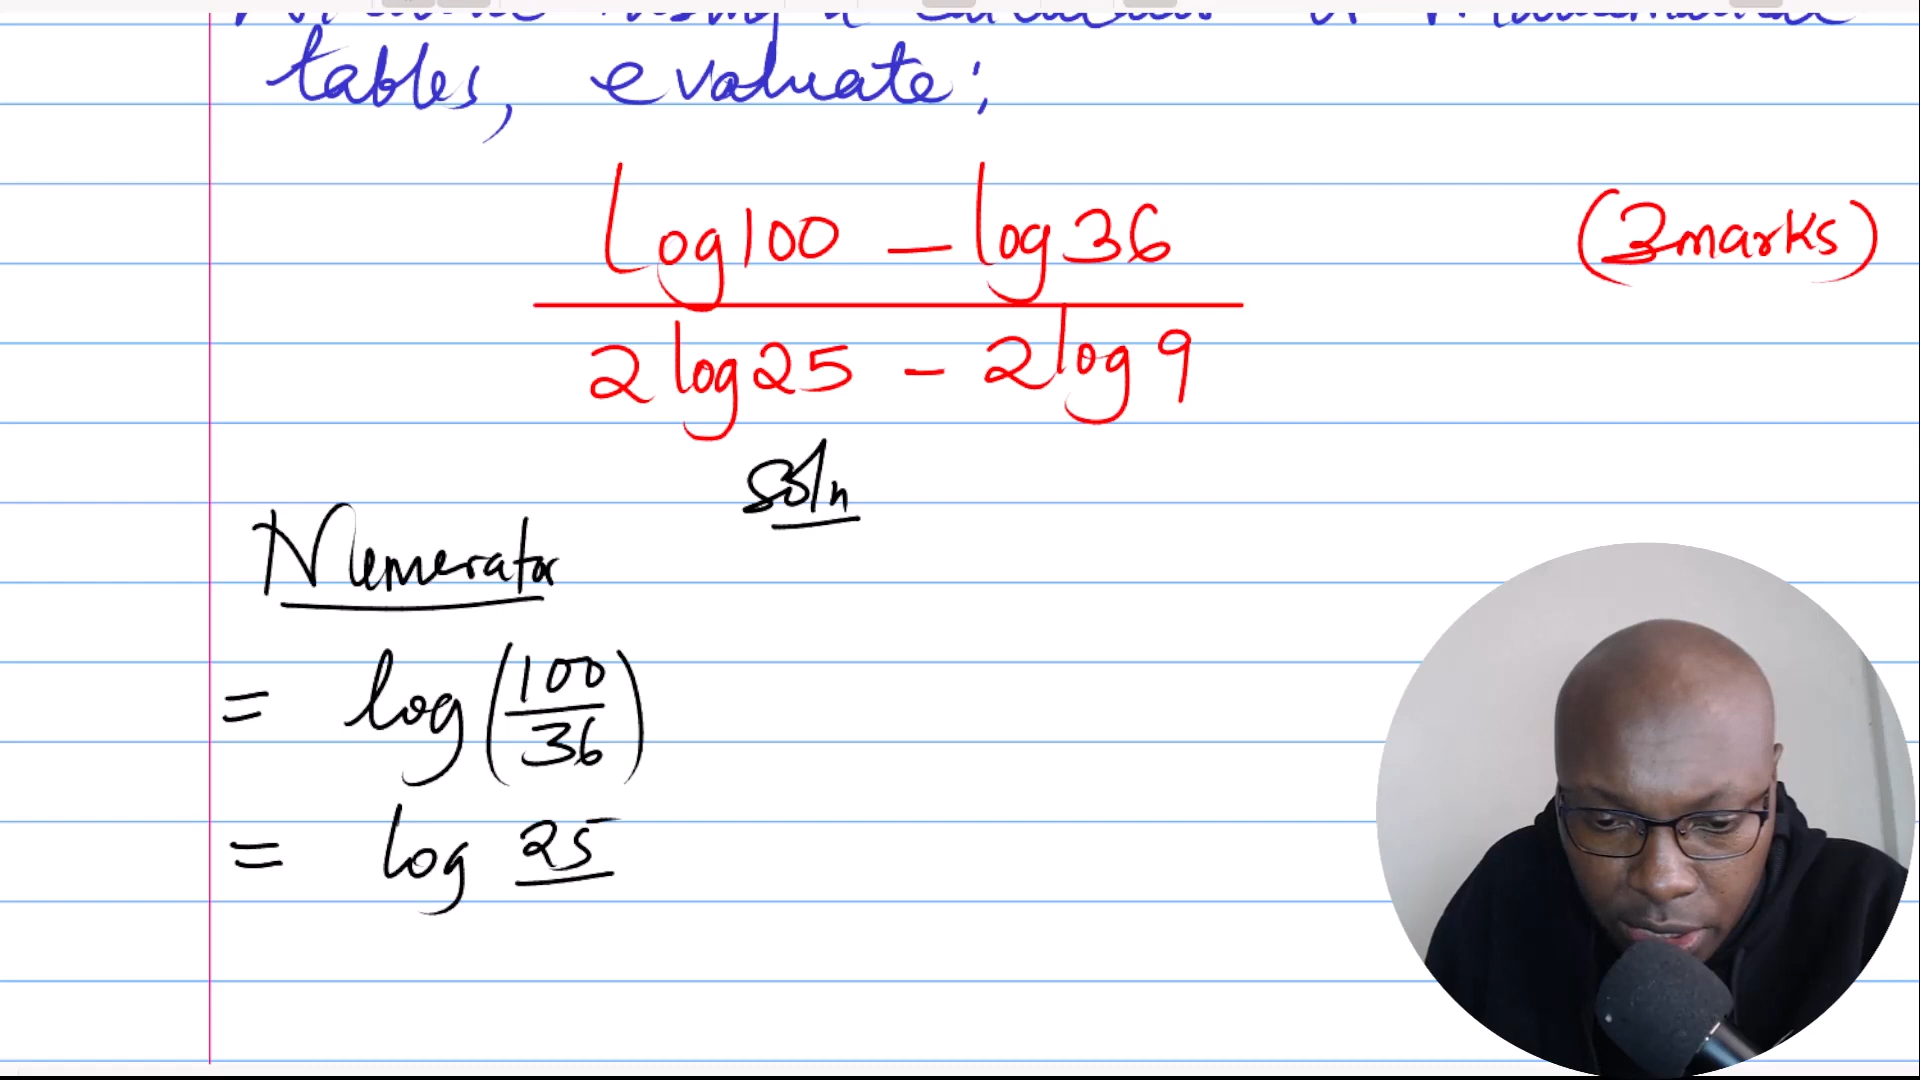 tables, evaluate;
Log100 - log36 (3marks)
2log25 - 2log9
Soln
Numerator
= log(100/36)
= log 25